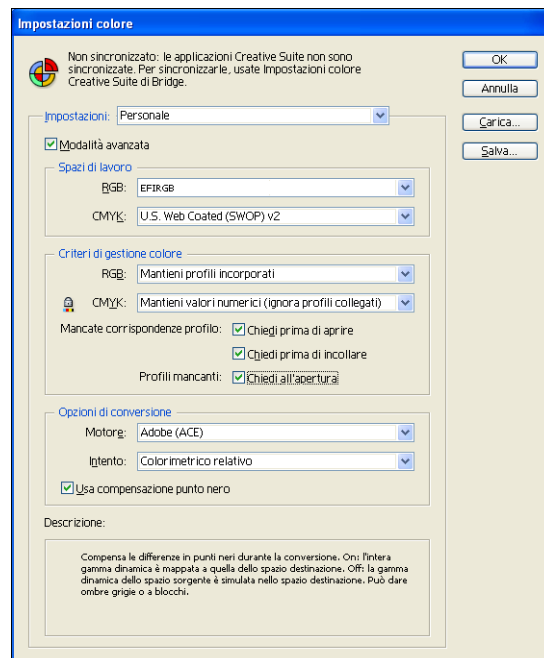 Impostazioni colore
Non sincronizzato: le applicazioni Creative Suite non sono
sincronizzate. Per sincronizzarle, usate Impostazioni colore
Creative Suite di Bridge.
OK
Annulla
Carica...
Salva...
Impostazioni: Personale
Modalità avanzata
Spazi di lavoro
RGB: EFIRGB
CMYK: U.S. Web Coated (SWOP) v2
Criteri di gestione colore
RGB: Mantieni profili incorporati
CMYK: Mantieni valori numerici (ignora profili collegati)
Mancate corrispondenze profilo: Chiedi prima di aprire
Chiedi prima di incollare
Profili mancanti: Chiedi all'apertura
Opzioni di conversione
Motore: Adobe (ACE)
Intento: Colorimetrico relativo
Usa compensazione punto nero
Descrizione:
Compensa le differenze in punti neri durante la conversione. On: l'intera
gamma dinamica è mappata a quella dello spazio destinazione. Off: la gamma
dinamica dello spazio sorgente è simulata nello spazio destinazione. Può dare
ombre grigie o a blocchi.